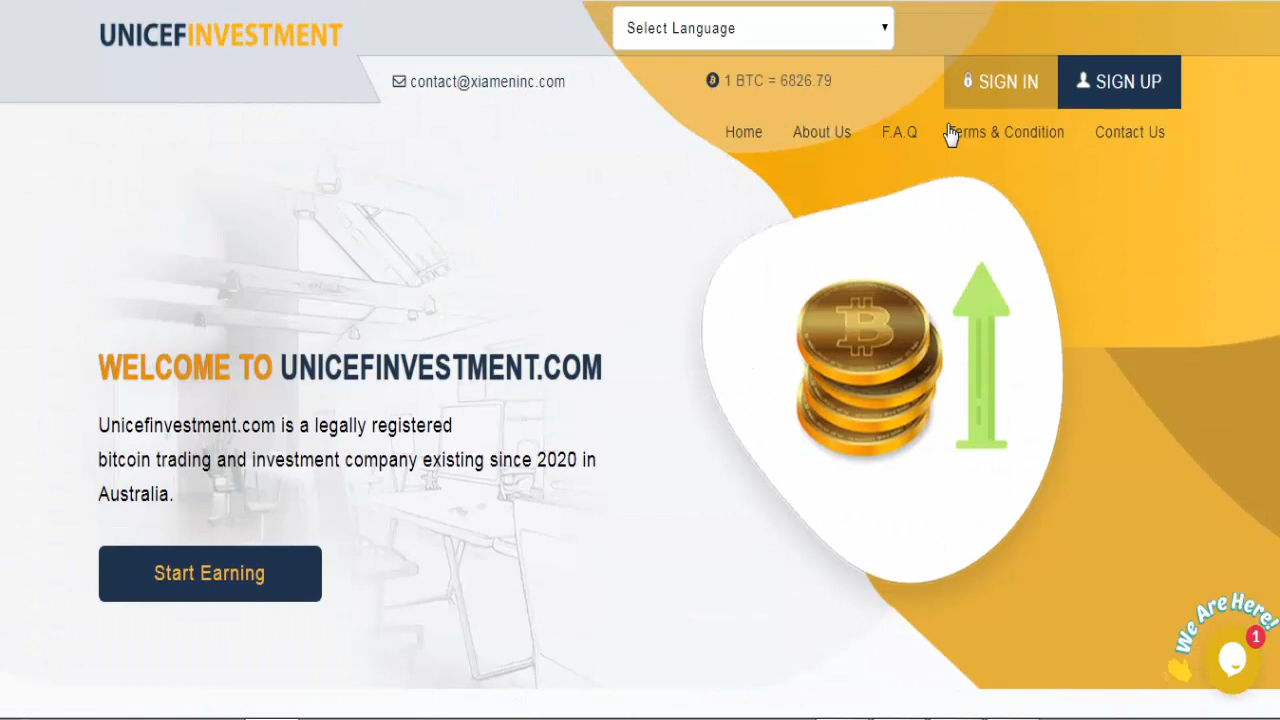 UNICEFINVESTMENT
Select Language
contact@xiameninc.com
1 BTC = 6826.79
SIGN IN
SIGN UP
Home
About Us
F.A.Q
Terms & Condition
Contact Us
WELCOME TO UNICEFINVESTMENT.COM
Unicefinvestment.com is a legally registered
bitcoin trading and investment company existing since 2020 in
Australia.
Start Earning
We Are Here!
1